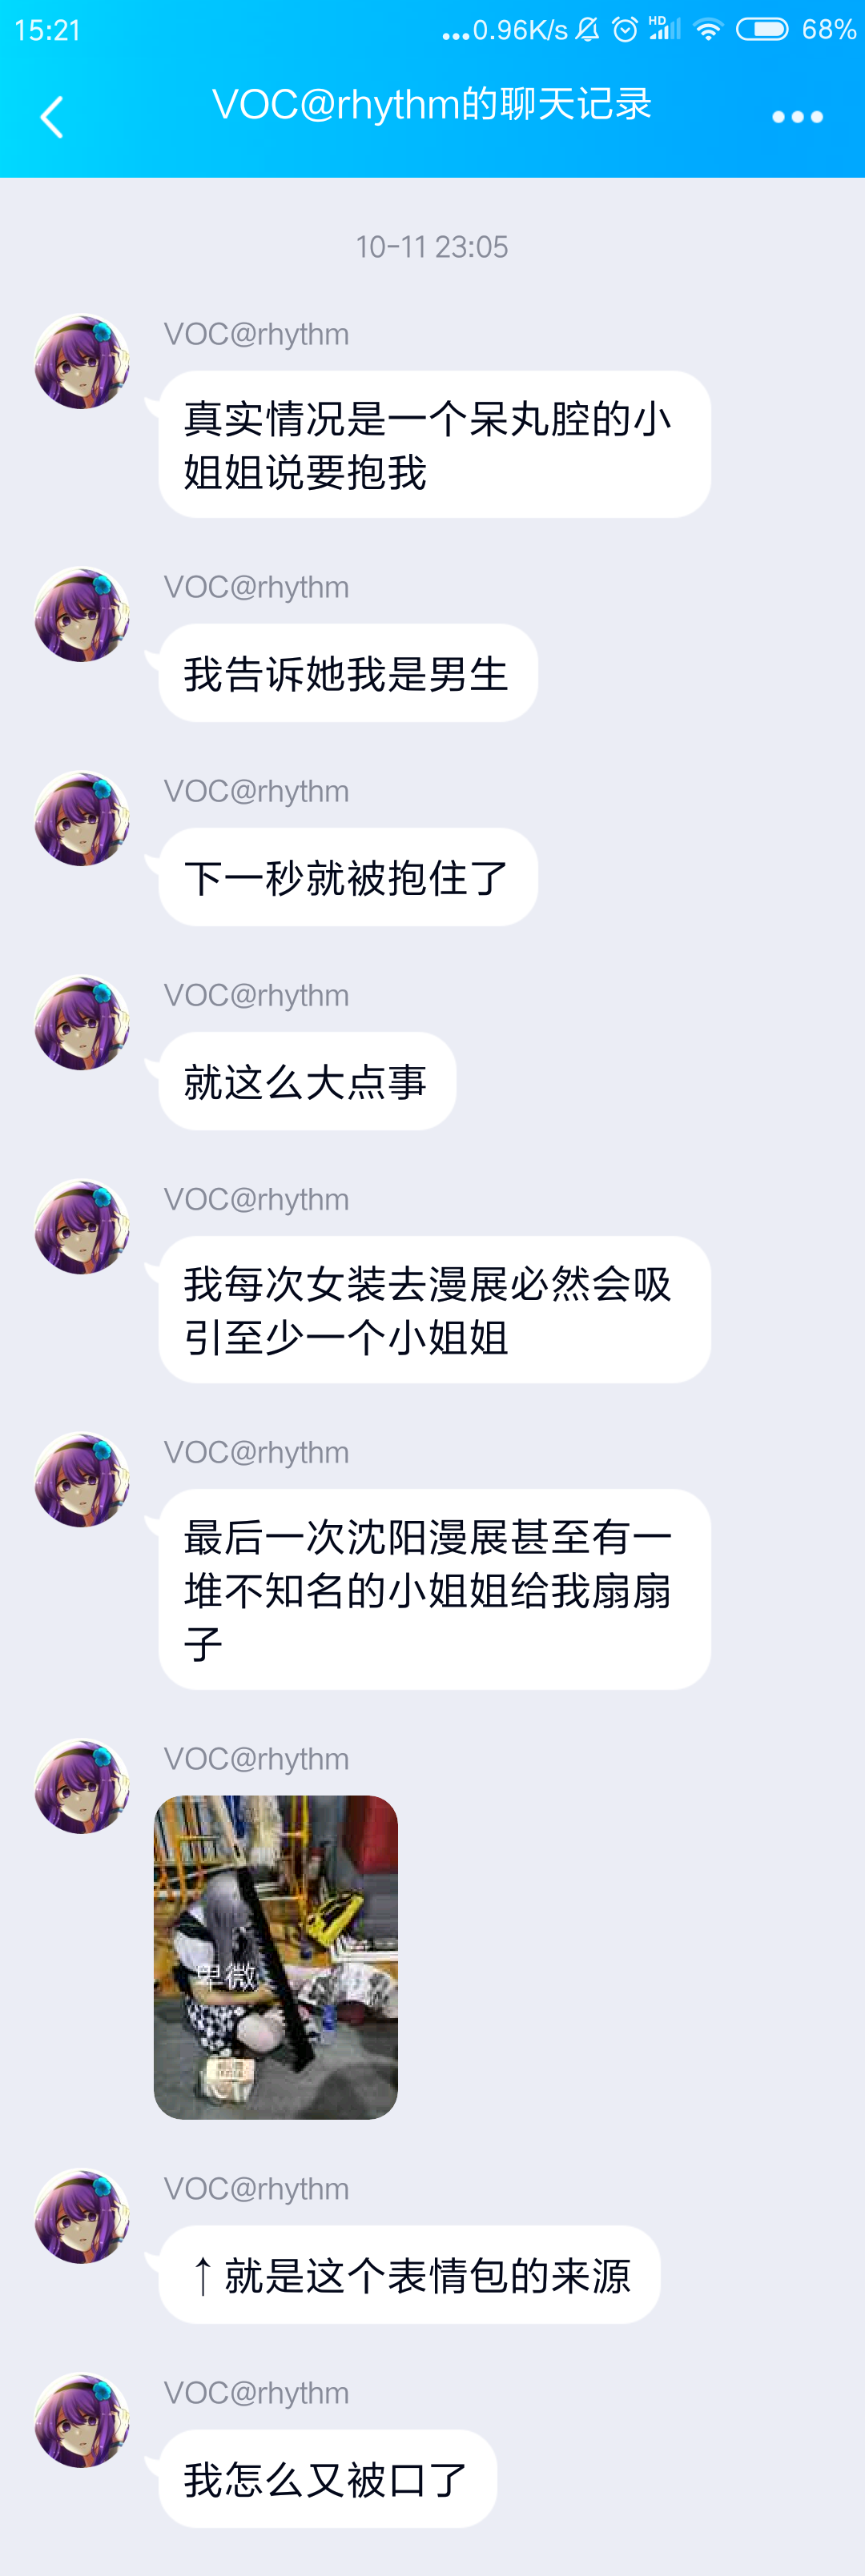 15:21
...0.96K/s
HD
68%
VOC@rhythm的聊天记录
10-11 23:05
VOC@rhythm
真实情况是一个呆丸腔的小
姐姐说要抱我
VOC@rhythm
我告诉她我是男生
VOC@rhythm
下一秒就被抱住了
VOC@rhythm
就这么大点事
VOC@rhythm
我每次女装去漫展必然会吸
引至少一个小姐姐
VOC@rhythm
最后一次沈阳漫展甚至有一
堆不知名的小姐姐给我扇扇
子
VOC@rhythm
卑微
VOC@rhythm
↑就是这个表情包的来源
VOC@rhythm
我怎么又被口了